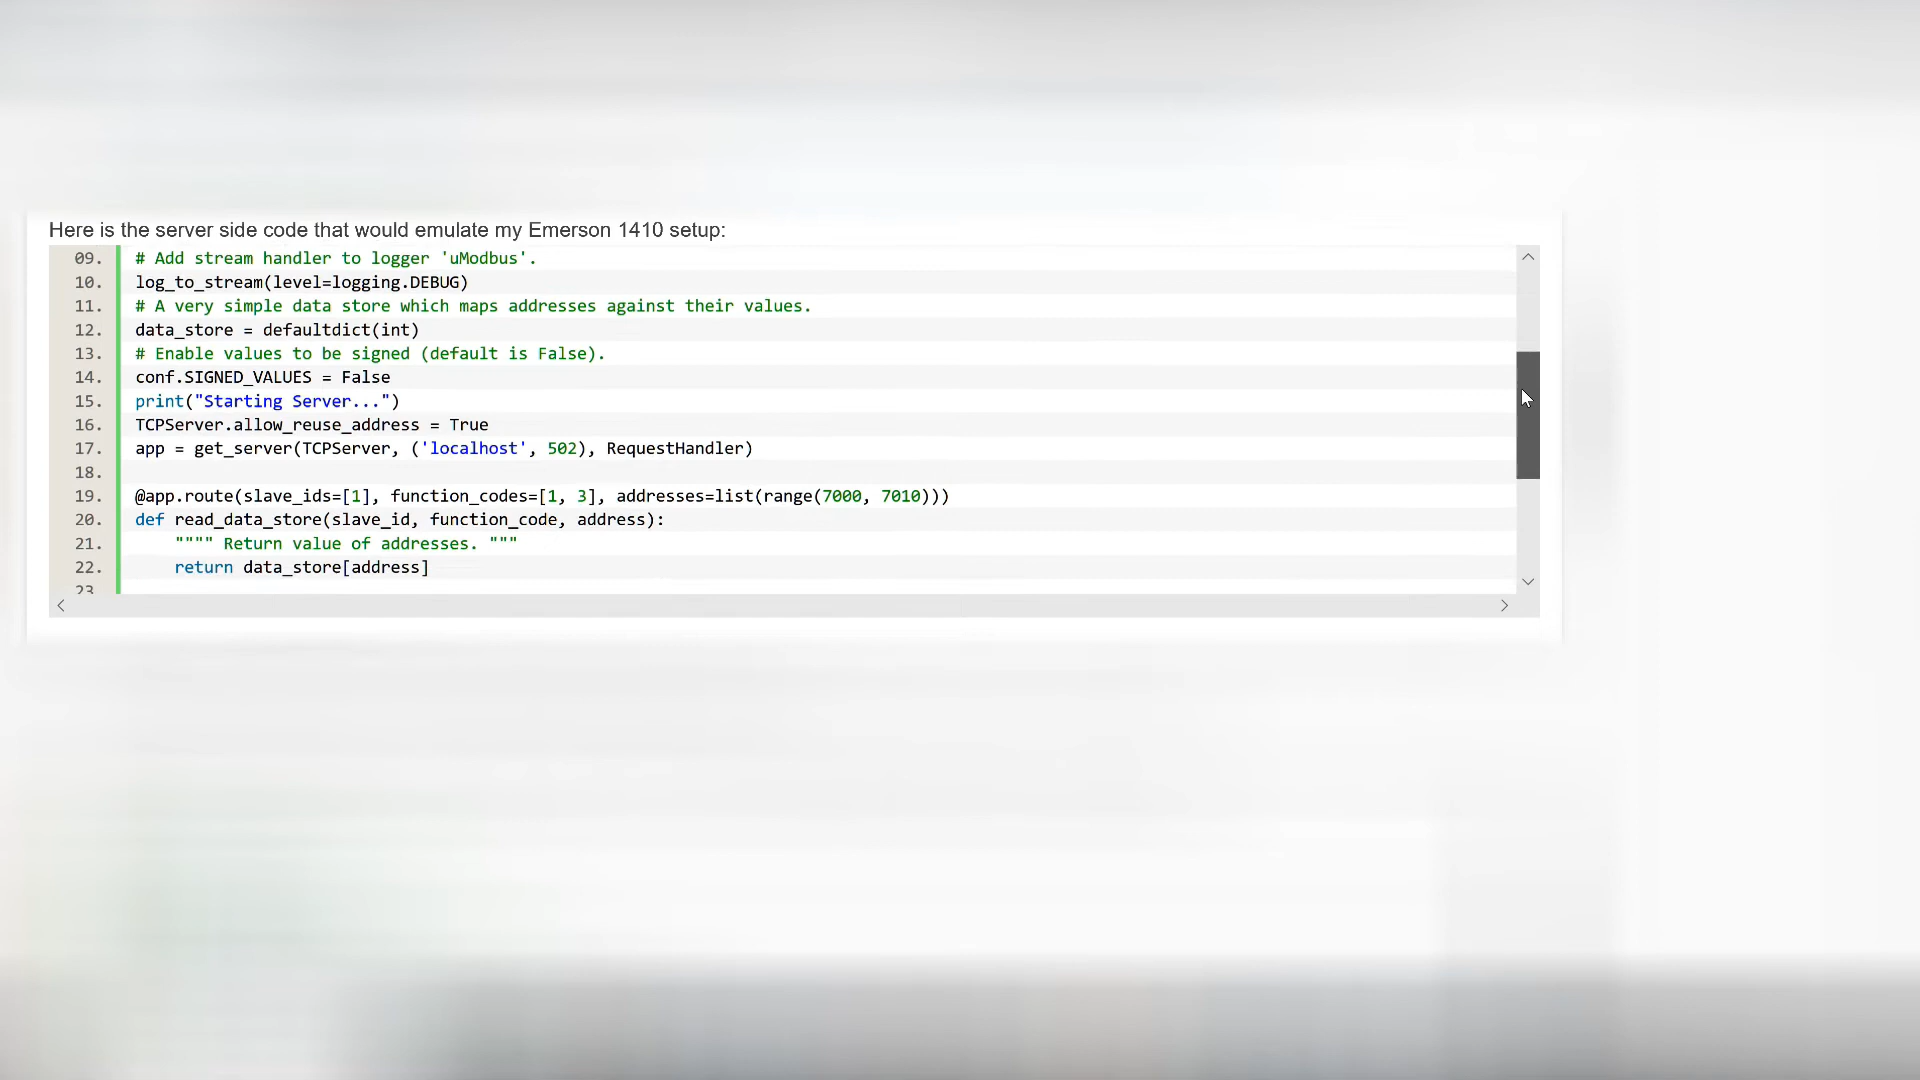 Here is the server side code that would emulate my Emerson 1410 setup:
09. # Add stream handler to logger 'uModbus'.
10. log_to_stream(level=logging.DEBUG)
11. # A very simple data store which maps addresses against their values.
12. data_store = defaultdict(int)
13. # Enable values to be signed (default is False).
14. conf.SIGNED_VALUES = False
15. print("Starting Server...")
16. TCPServer.allow_reuse_address = True
17. app = get_server(TCPServer, ('localhost', 502), RequestHandler)
18.
19. @app.route(slave_ids=[1], function_codes=[1, 3], addresses=list(range(7000, 7010)))
20. def read_data_store(slave_id, function_code, address):
21. """" Return value of addresses. """
22. return data_store[address]
23